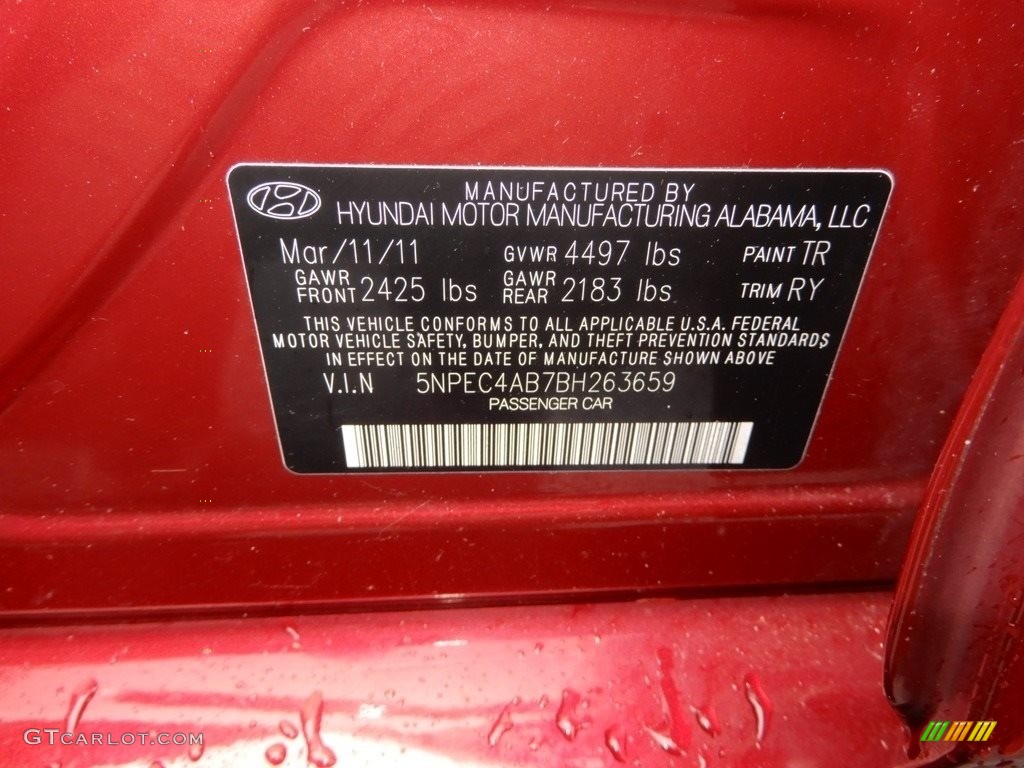 MANUFACTURED BY
HYUNDAI MOTOR MANUFACTURING ALABAMA, LLC
Mar/11/11 GVWR 4497 lbs PAINT TR
GAWR FRONT 2425 lbs GAWR REAR 2183 lbs TRIM RY
THIS VEHICLE CONFORMS TO ALL APPLICABLE U.S.A. FEDERAL
MOTOR VEHICLE SAFETY, BUMPER, AND THEFT PREVENTION STANDARDS
IN EFFECT ON THE DATE OF MANUFACTURE SHOWN ABOVE
V.I.N 5NPEC4AB7BH263659
PASSENGER CAR
GTCARLOT.COM